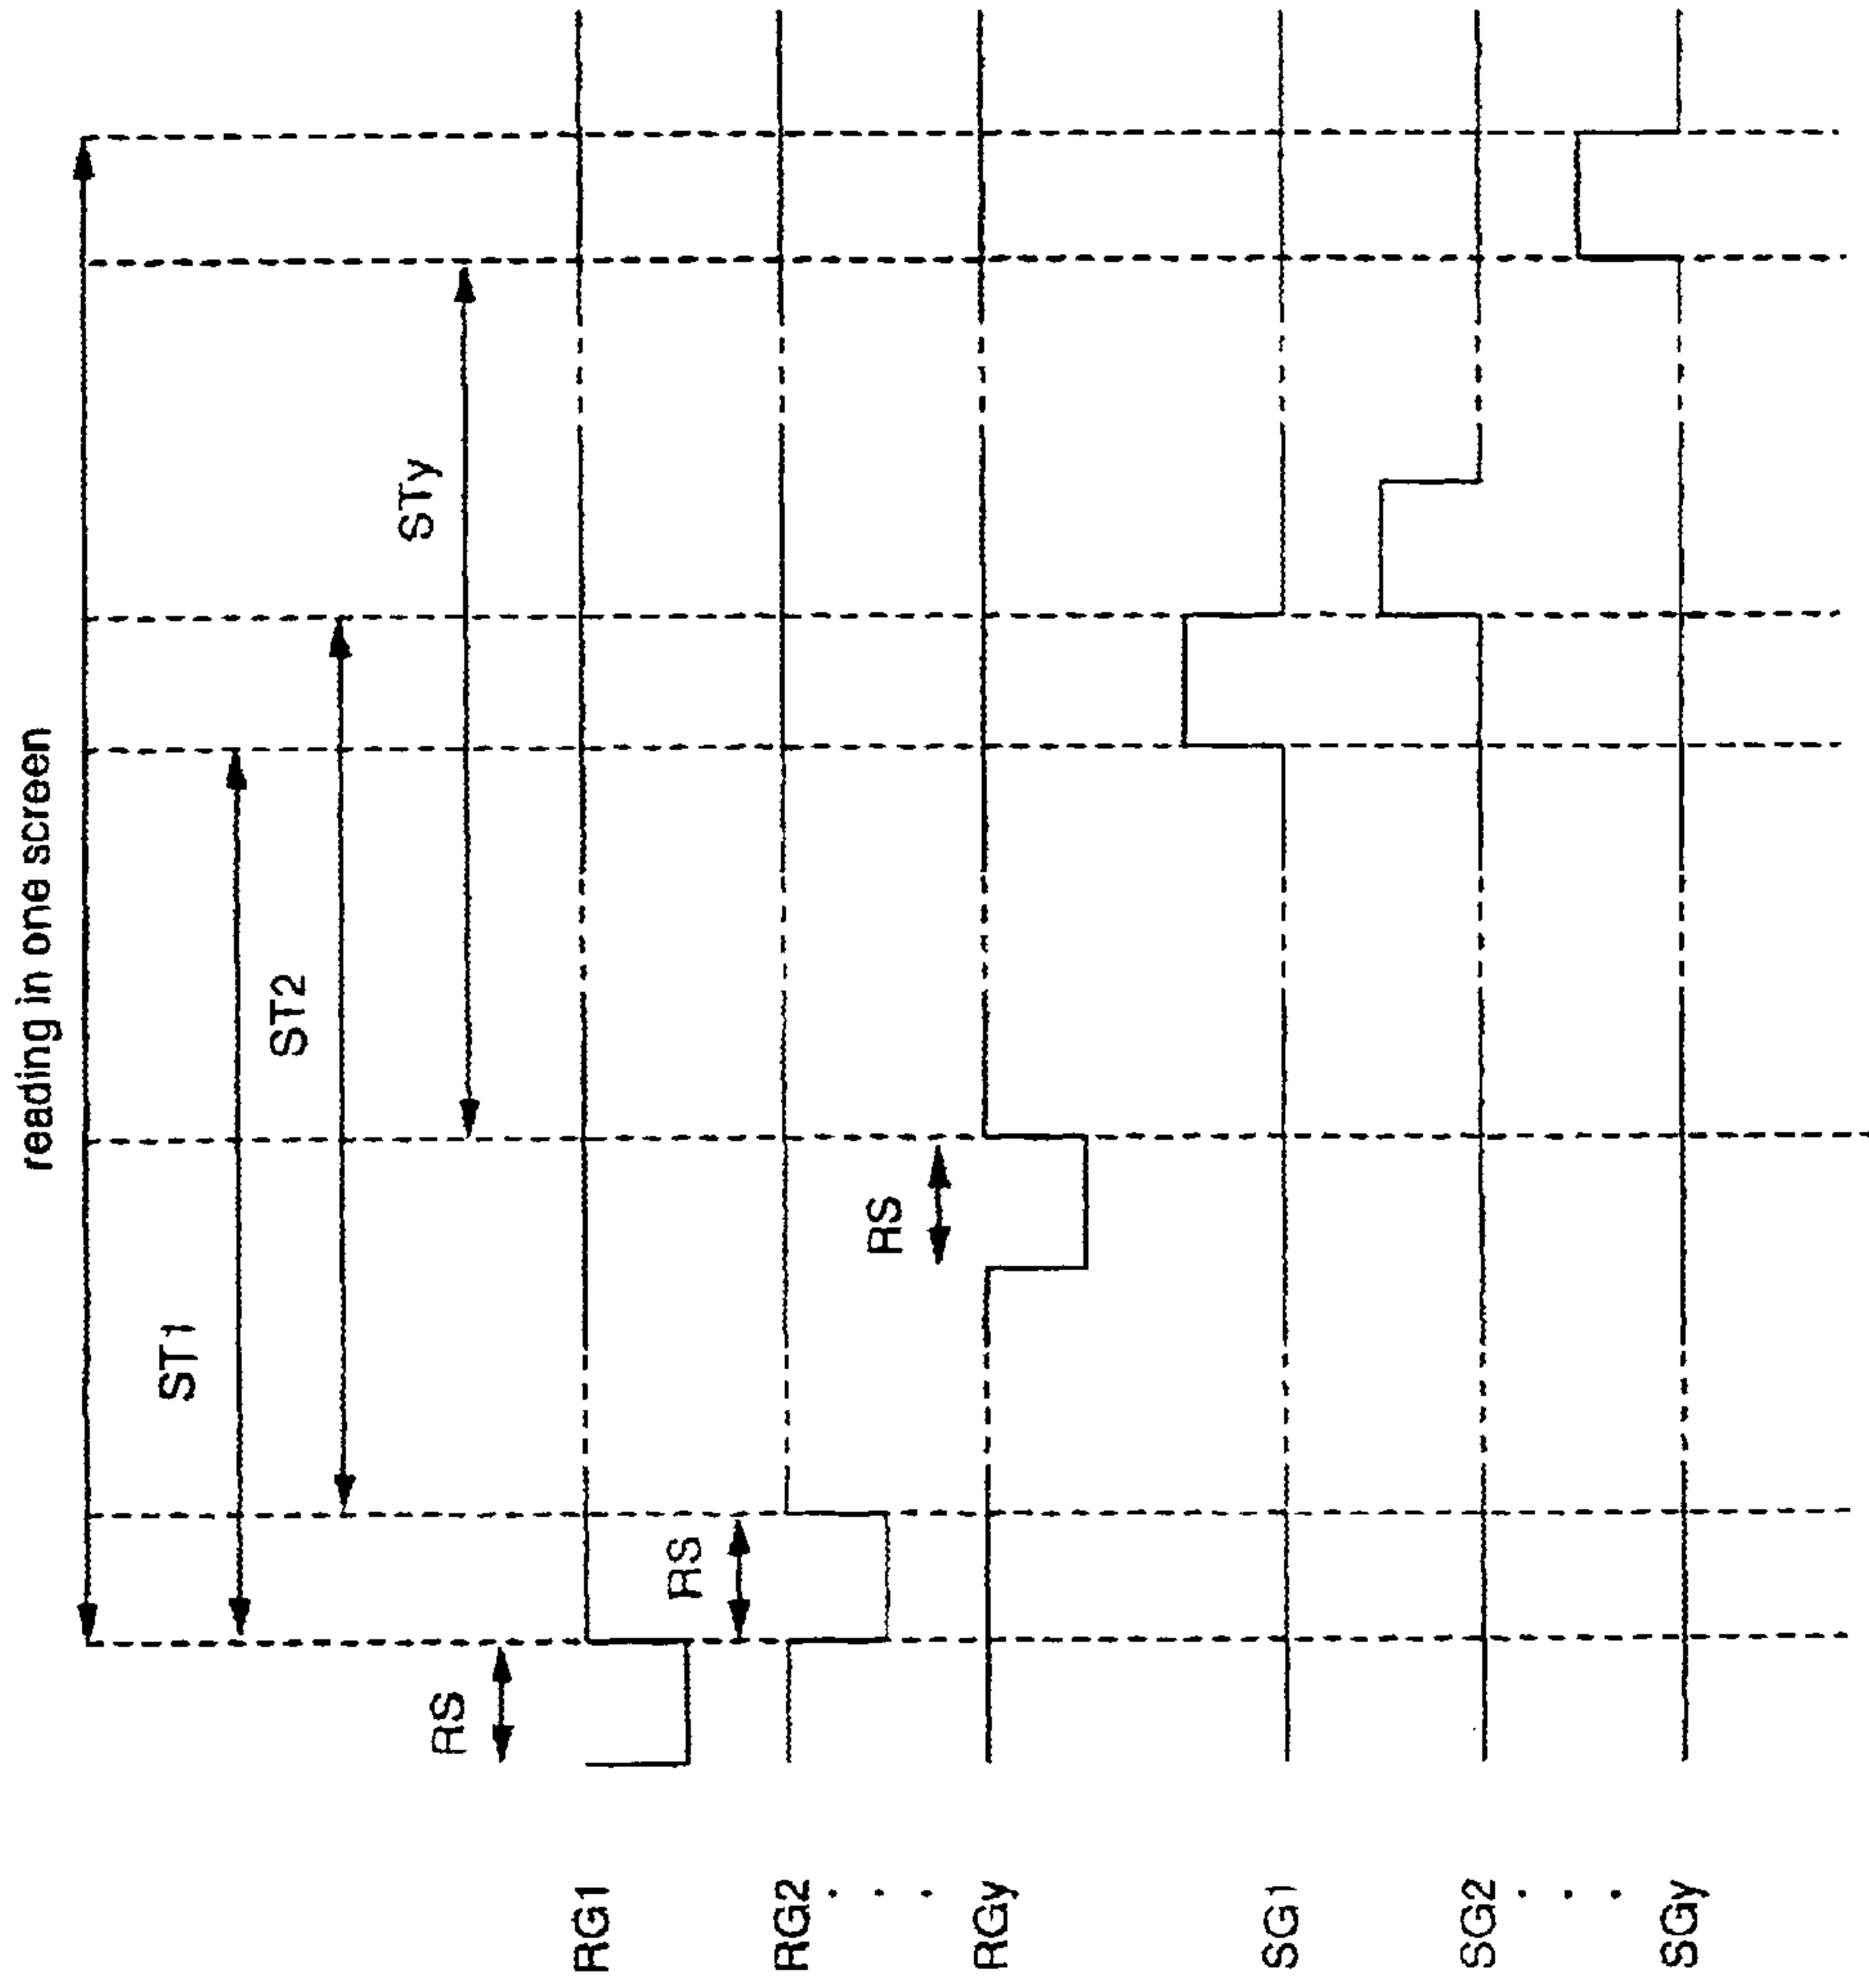 reading in one screen
ST1
ST2
STy
RS
RG1
RS
RG2
RS
RGy
SG1
SG2
SGy